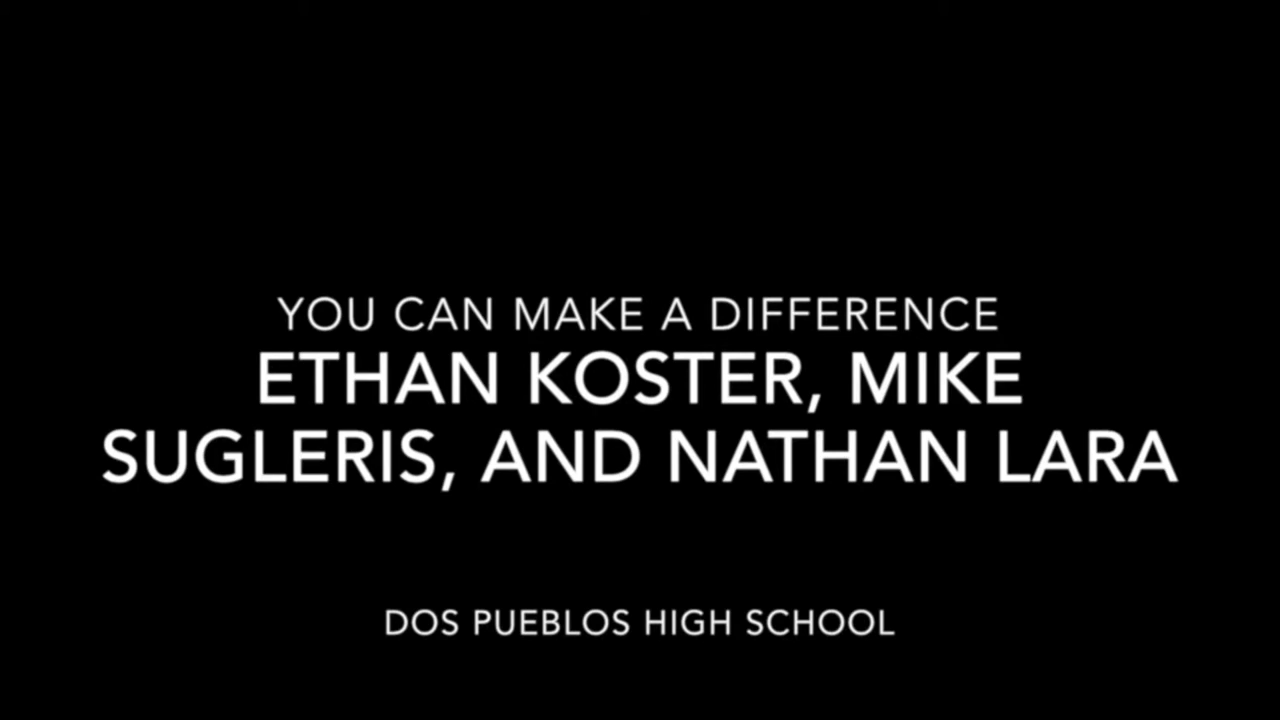 YOU CAN MAKE A DIFFERENCE
ETHAN KOSTER, MIKE
SUGLERIS, AND NATHAN LARA
DOS PUEBLOS HIGH SCHOOL